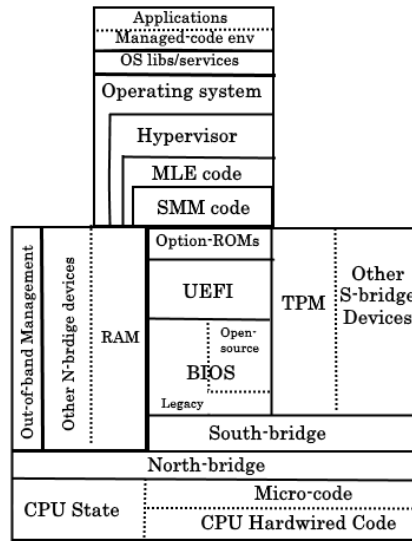 Applications
Managed-code env
OS libs/services
Operating system
Hypervisor
MLE code
SMM code
Out-of-band Management
Other N-brdige devices
RAM
Option-ROMs
UEFI
Open-
source
BIOS
Legacy
TPM
Other
S-bridge
Devices
South-bridge
North-bridge
CPU State
Micro-code
CPU Hardwired Code